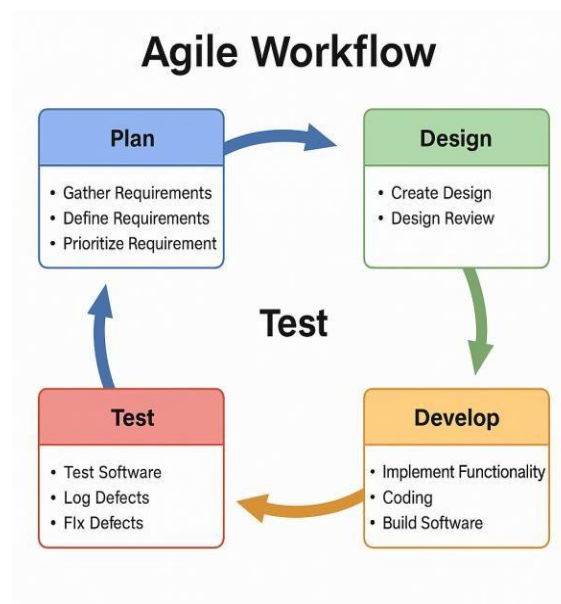 Agile Workflow
Plan
• Gather Requirements
• Define Requirements
• Prioritize Requirement
Design
• Create Design
• Design Review
Test
Test
• Test Software
• Log Defects
• FIx Defects
Develop
• Implement Functionality
• Coding
• Build Software